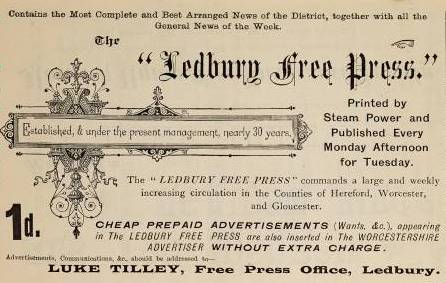 Contains the Most Complete and Best Arranged News of the District, together with all the
General News of the Week.
The
"Ledbury Free Press."
Printed by
Steam Power and
Published Every
Monday Afternoon
for Tuesday.
Established, & under the present management, nearly 30 years,
The "LEDBURY FREE PRESS" commands a large and weekly
increasing circulation in the Counties of Hereford, Worcester,
and Gloucester.
1d.
CHEAP PREPAID ADVERTISEMENTS (Wants, &c.), appearing
in The LEDBURY FREE PRESS are also inserted in The WORCESTERSHIRE
ADVERTISER WITHOUT EXTRA CHARGE.
Advertisments, Communications, &c, should be addressed to—
LUKE TILLEY, Free Press Office, Ledbury.